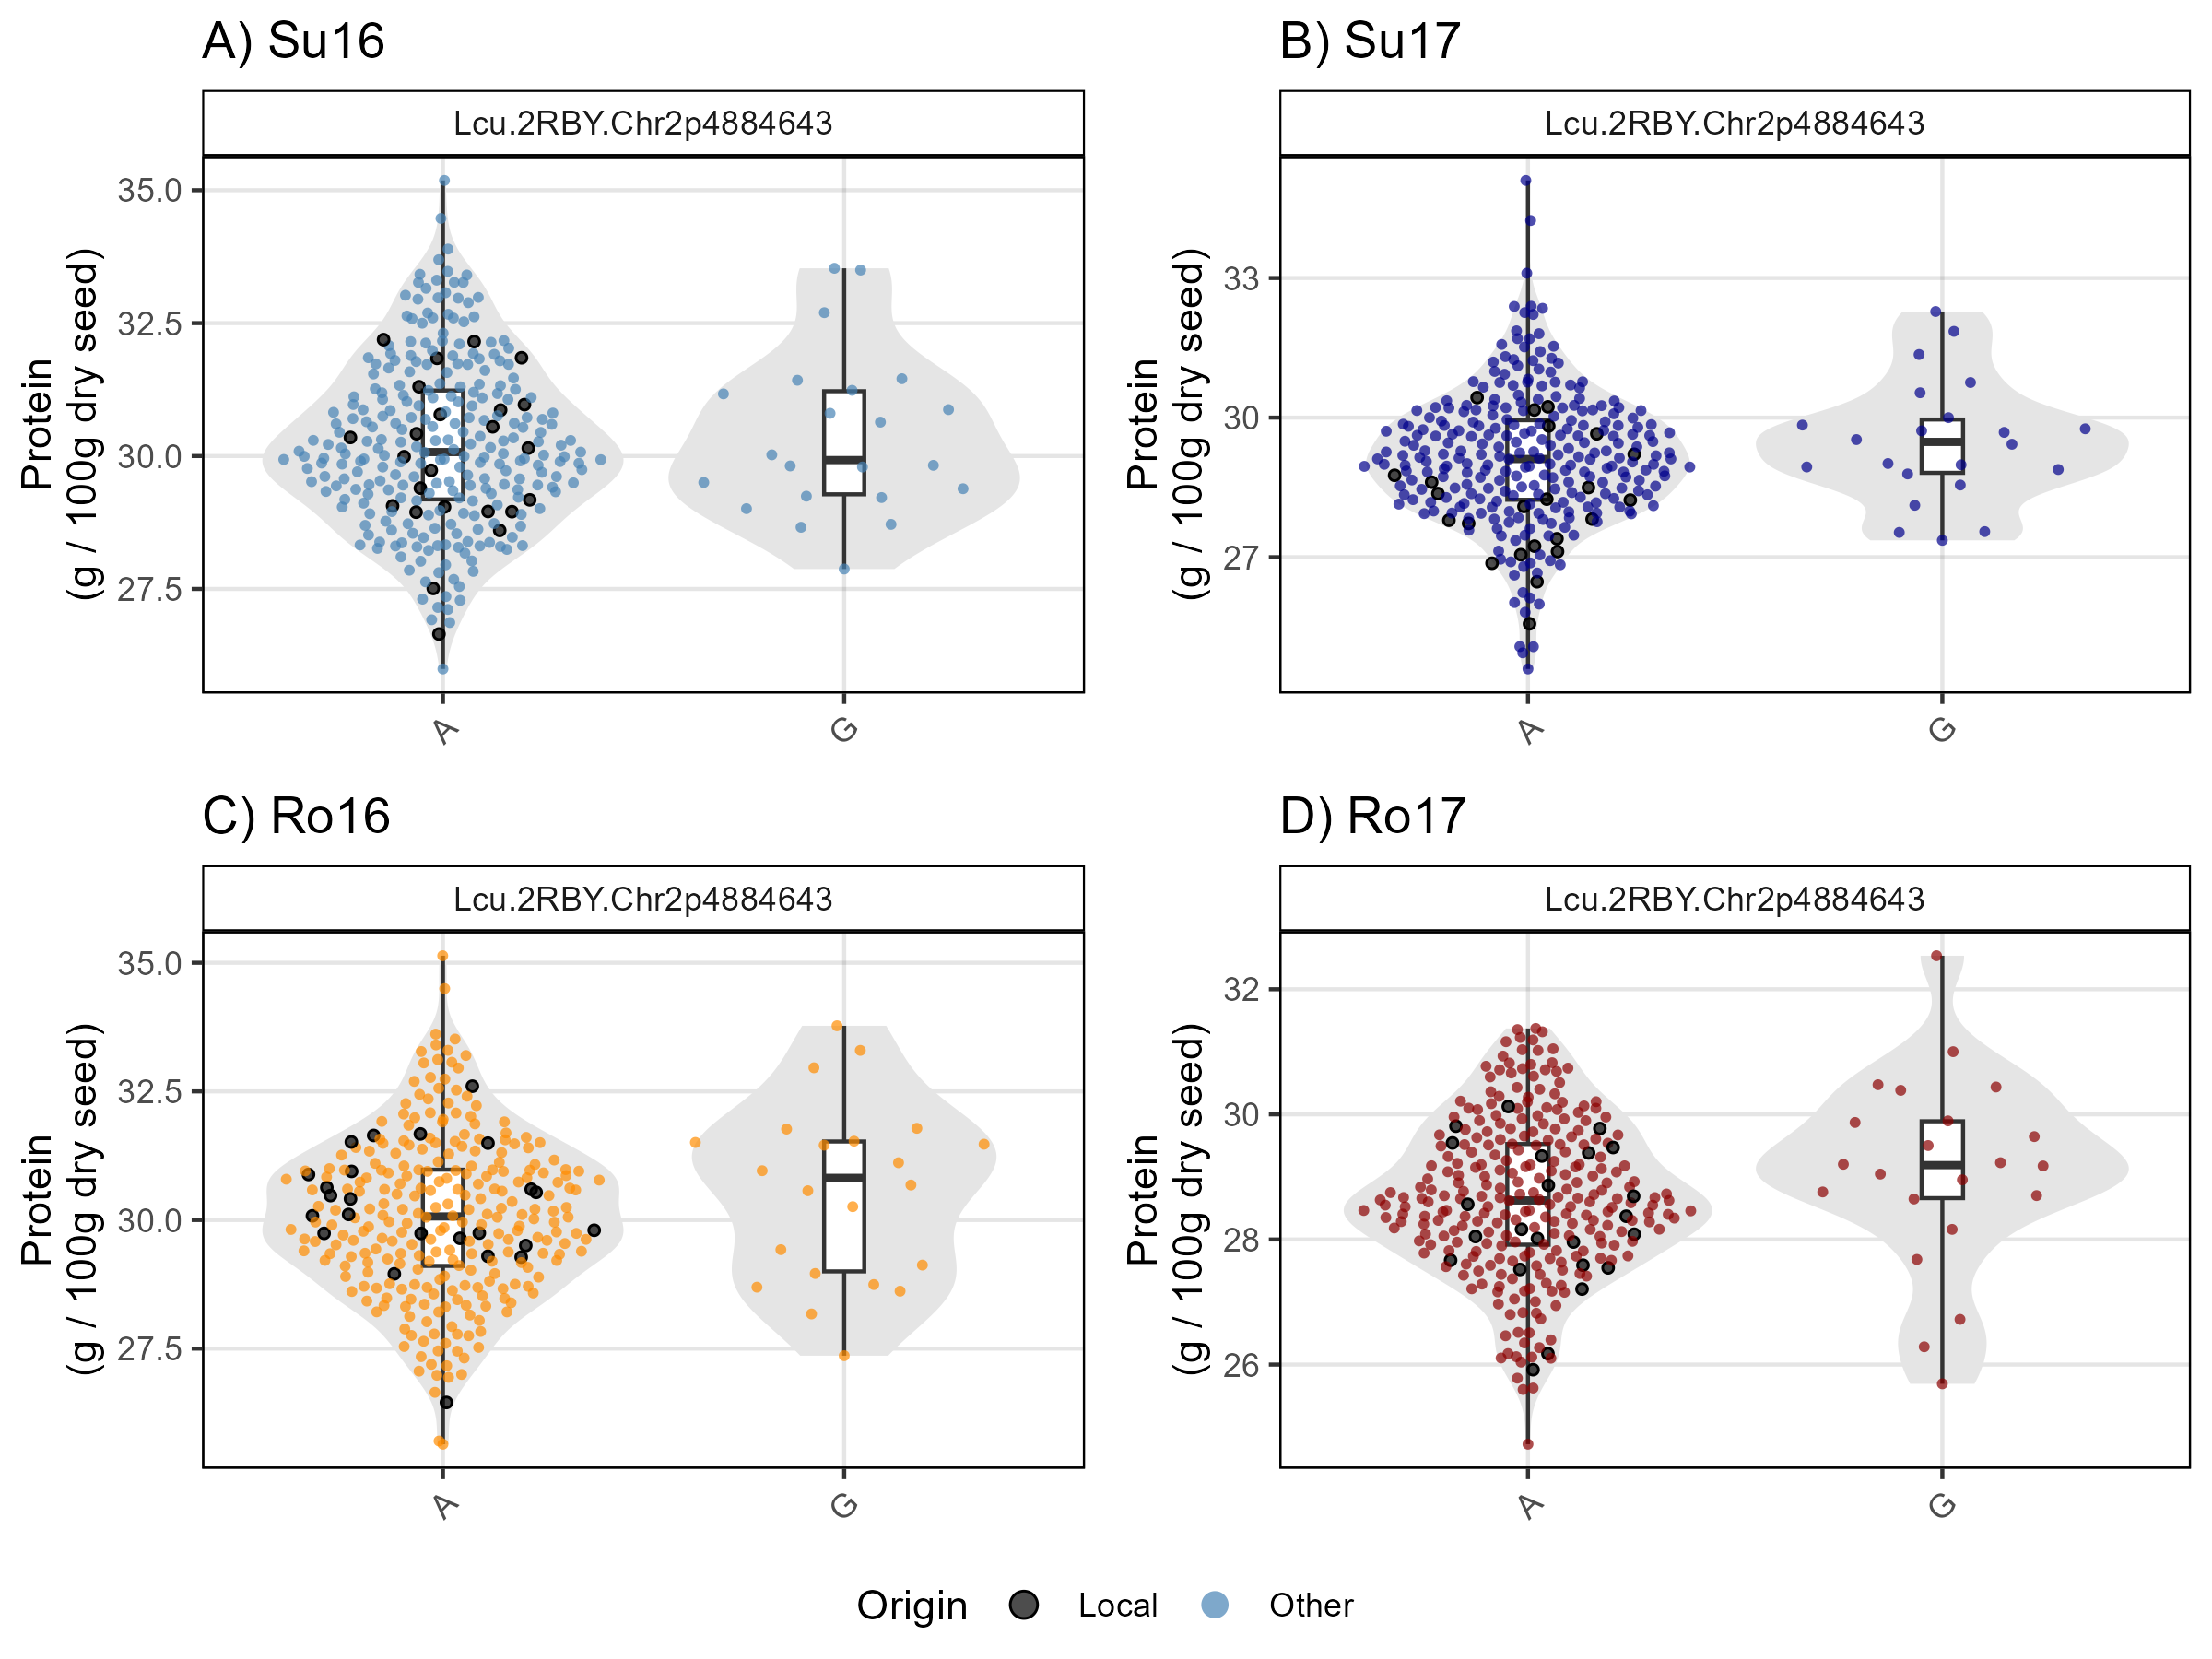 A) Su16
Lcu.2RBY.Chr2p4884643
Protein
(g / 100g dry seed)
35.0
32.5
30.0
27.5
A
G
B) Su17
Lcu.2RBY.Chr2p4884643
Protein
(g / 100g dry seed)
33
30
27
A
G
C) Ro16
Lcu.2RBY.Chr2p4884643
Protein
(g / 100g dry seed)
35.0
32.5
30.0
27.5
A
G
D) Ro17
Lcu.2RBY.Chr2p4884643
Protein
(g / 100g dry seed)
32
30
28
26
A
G
Origin Local Other